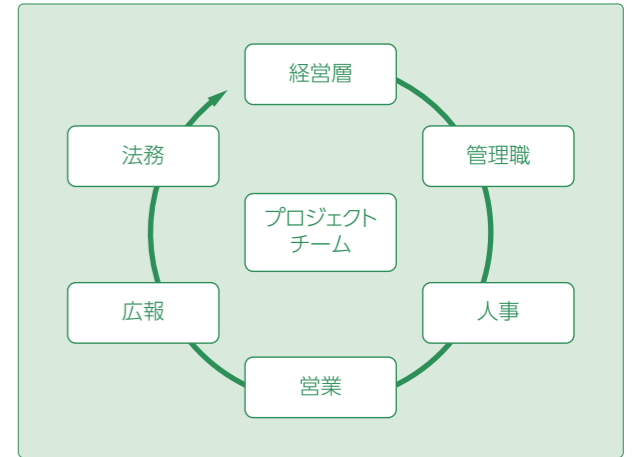 経営層
法務
管理職
プロジェクト
チーム
広報
人事
営業